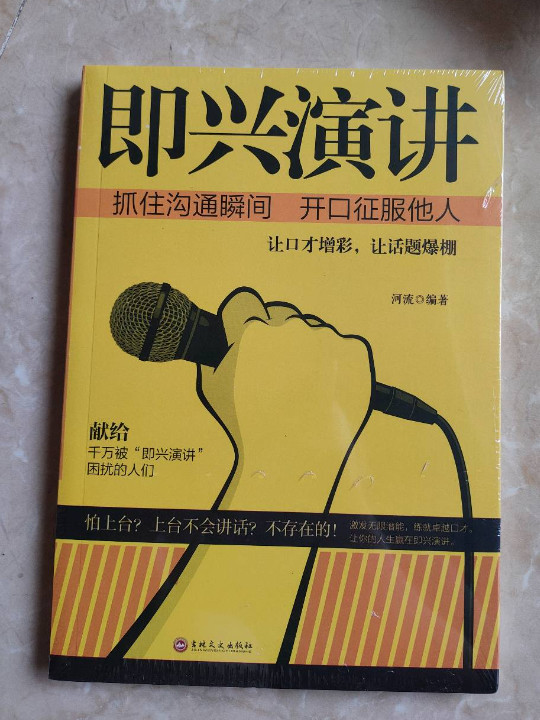 即兴演讲
抓住沟通瞬间 开口征服他人
让口才增彩，让话题爆棚
河流◎编著
献给
千万被“即兴演讲”
困扰的人们
怕上台？上台不会讲话？不存在的！
激发无限潜能，练就卓越口才，
让你的人生赢在即兴演讲。
吉林文史出版社